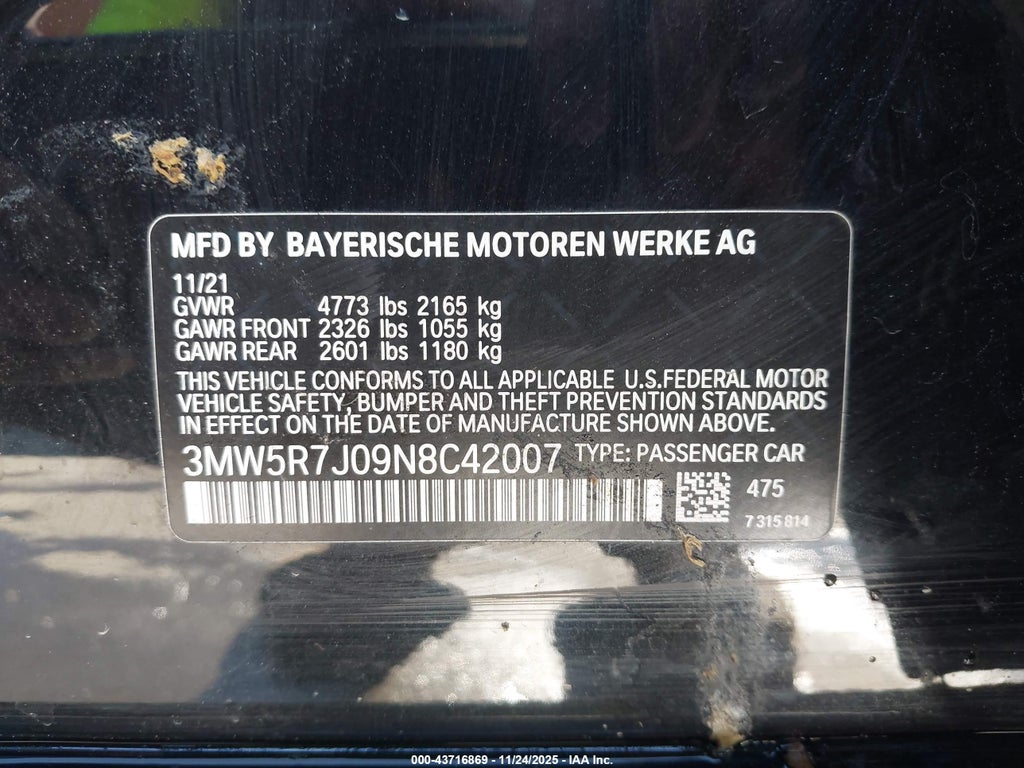 MFD BY BAYERISCHE MOTOREN WERKE AG
11/21
GVWR 4773 lbs 2165 kg
GAWR FRONT 2326 lbs 1055 kg
GAWR REAR 2601 lbs 1180 kg
THIS VEHICLE CONFORMS TO ALL APPLICABLE U.S.FEDERAL MOTOR
VEHICLE SAFETY, BUMPER AND THEFT PREVENTION STANDARDS
IN EFFECT ON THE DATE OF MANUFACTURE SHOWN ABOVE.
3MW5R7J09N8C42007 TYPE: PASSENGER CAR
475
7315814
000-43716869 - 11/24/2025 - IAA Inc.